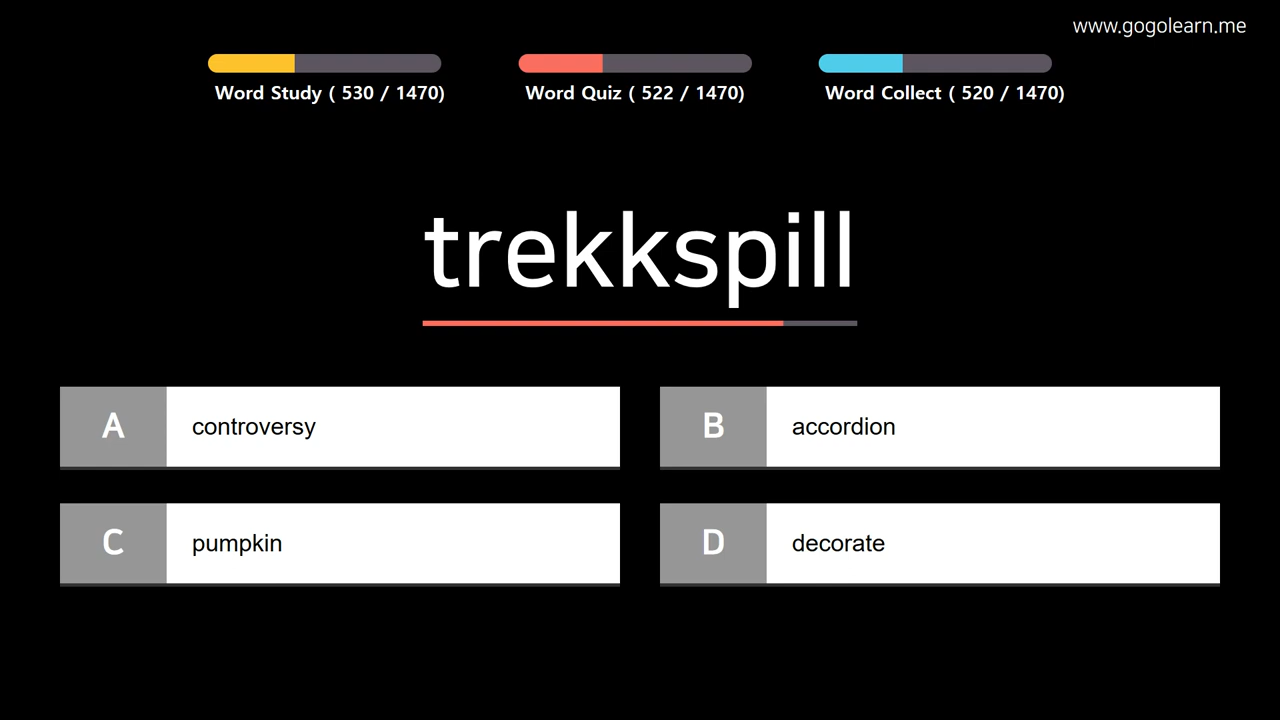 www.gogolearn.me
Word Study ( 530 / 1470)
Word Quiz ( 522 / 1470)
Word Collect ( 520 / 1470)
trekkspill
A controversy
B accordion
C pumpkin
D decorate